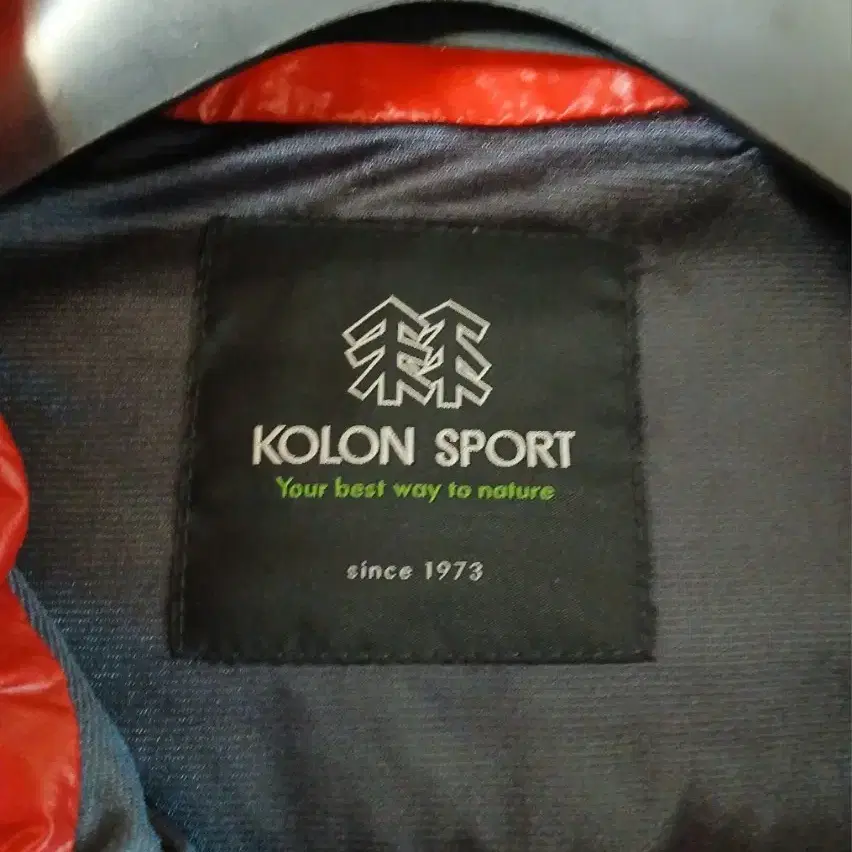 KOLON SPORT
Your best way to nature
since 1973